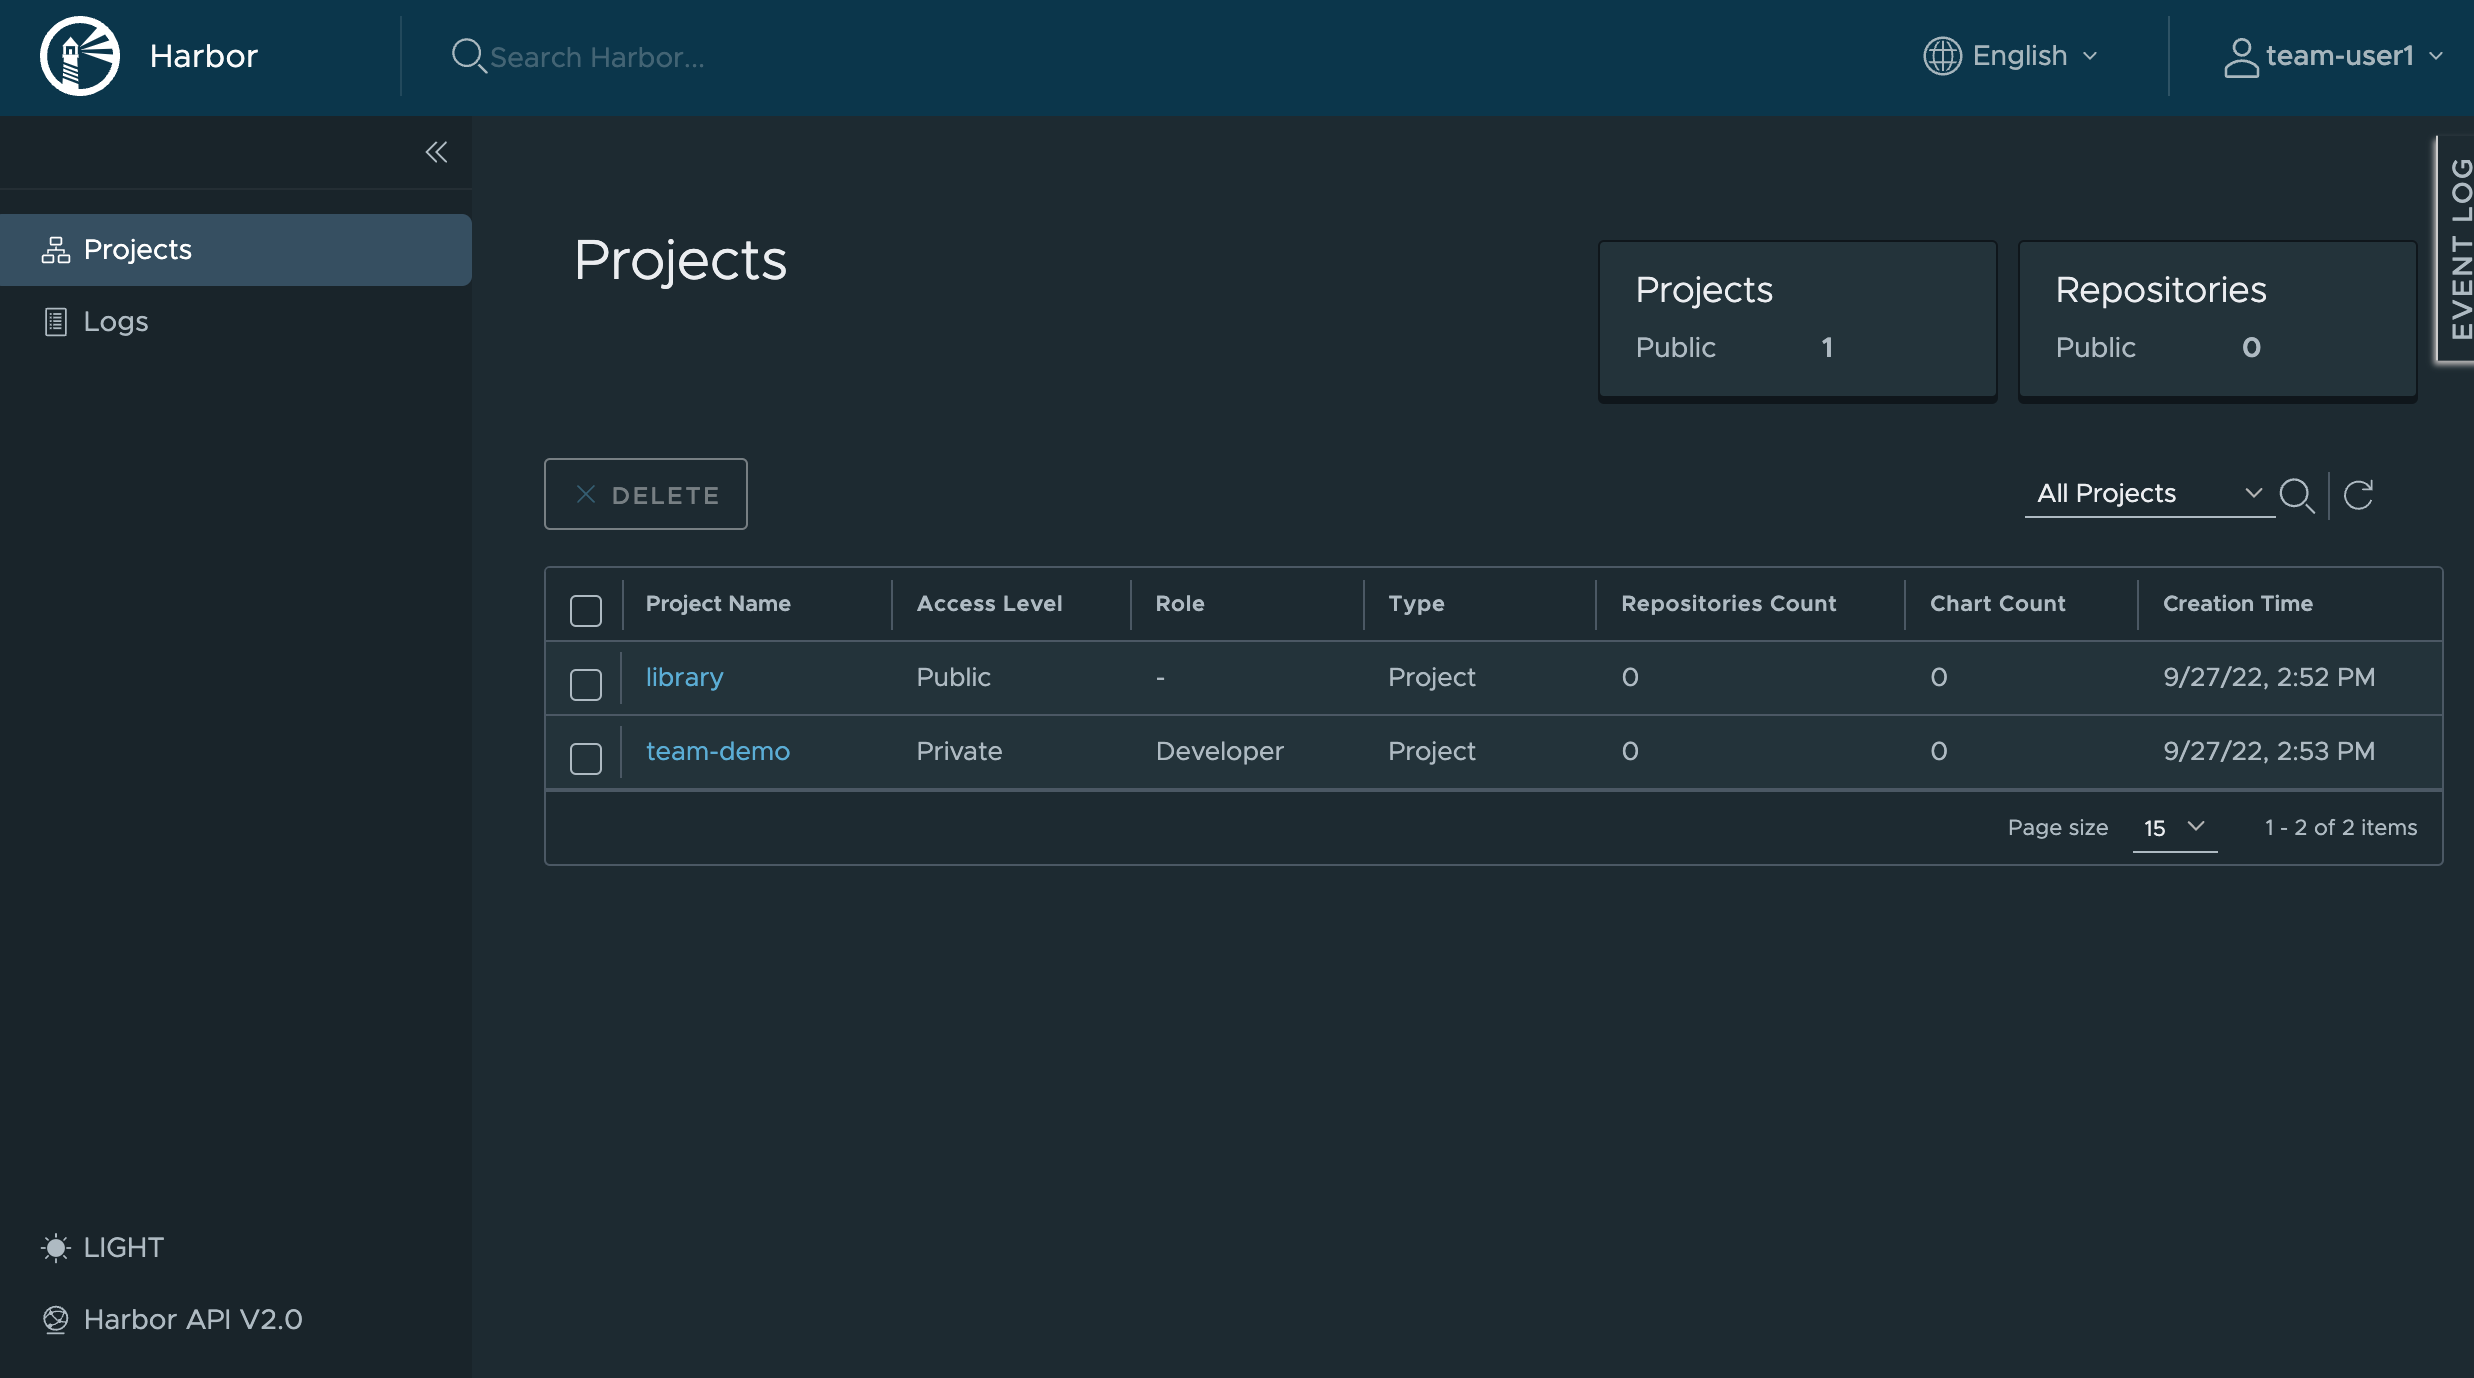 Harbor
Search Harbor...
English
team-user1
EVENT LOG
Projects
Logs
Projects
Projects
Public 1
Repositories
Public 0
DELETE
All Projects
Project Name Access Level Role Type Repositories Count Chart Count Creation Time
library Public - Project 0 0 9/27/22, 2:52 PM
team-demo Private Developer Project 0 0 9/27/22, 2:53 PM
Page size 15 1 - 2 of 2 items
LIGHT
Harbor API V2.0